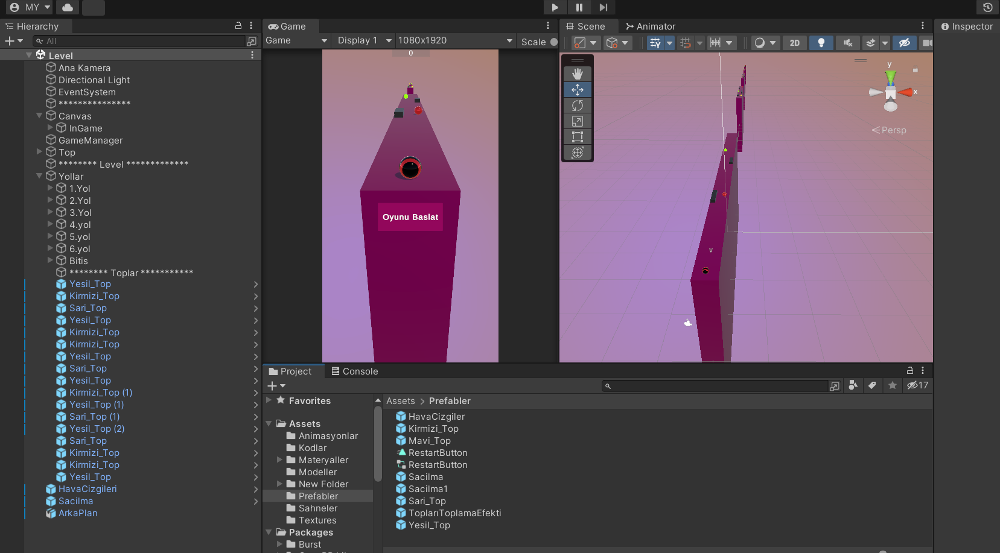 MY
Hierarchy
All
Level
Ana Kamera
Directional Light
EventSystem
***************
Canvas
InGame
GameManager
Top
******** Level *************
Yollar
1.Yol
2.Yol
3.Yol
4.yol
5.yol
6.yol
Bitis
******** Toplar ***********
Yesil_Top
Kirmizi_Top
Sari_Top
Yesil_Top
Kirmizi_Top
Kirmizi_Top
Yesil_Top
Sari_Top
Yesil_Top
Kirmizi_Top (1)
Yesil_Top (1)
Sari_Top (1)
Yesil_Top (2)
Sari_Top
Kirmizi_Top
Kirmizi_Top
Yesil_Top
HavaCizgileri
Sacilma
ArkaPlan
Game
Game Display 1 1080x1920 Scale
0
Oyunu Baslat
Scene Animator
2D
y
x
Persp
Inspector
Project Console
17
Favorites
Assets
Animasyonlar
Kodlar
Materyaller
Modeller
New Folder
Prefabler
Sahneler
Textures
Packages
Burst
Assets > Prefabler
HavaCizgiler
Kirmizi_Top
Mavi_Top
RestartButton
RestartButton
Sacilma
Sacilma1
Sari_Top
ToplarıToplamaEfekti
Yesil_Top